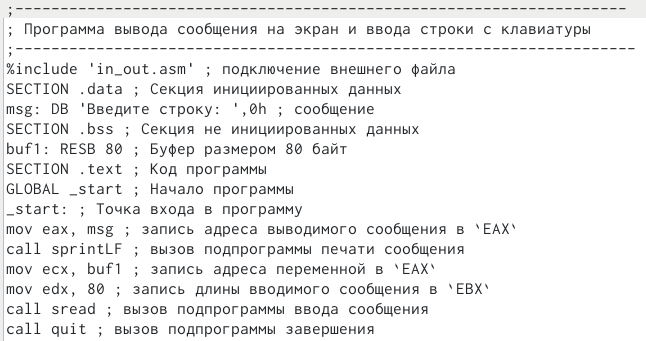 ;--------------------------------------------------------------------
; Программа вывода сообщения на экран и ввода строки с клавиатуры
;---------------------------------------------------------------------
%include 'in_out.asm' ; подключение внешнего файла
SECTION .data ; Секция инициированных данных
msg: DB 'Введите строку: ',0h ; сообщение
SECTION .bss ; Секция не инициированных данных
buf1: RESB 80 ; Буфер размером 80 байт
SECTION .text ; Код программы
GLOBAL _start ; Начало программы
_start: ; Точка входа в программу
mov eax, msg ; запись адреса выводимого сообщения в `EAX`
call sprintLF ; вызов подпрограммы печати сообщения
mov ecx, buf1 ; запись адреса переменной в `EAX`
mov edx, 80 ; запись длины вводимого сообщения в `EBX`
call sread ; вызов подпрограммы ввода сообщения
call quit ; вызов подпрограммы завершения